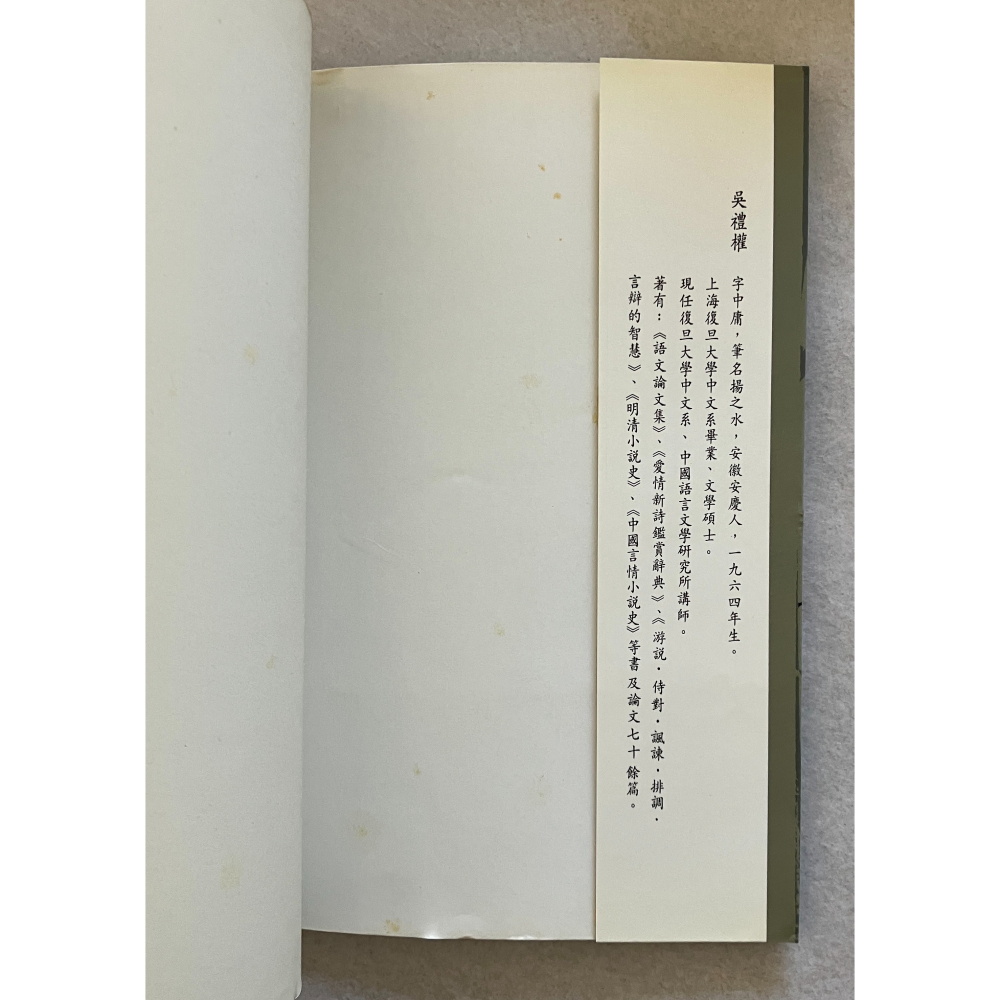 吳禮權
字中庸，筆名揚之水，安徽安慶人，一九六四年生。
上海復旦大學中文系畢業、文學碩士。
現任復旦大學中文系、中國語言文學研究所講師。
著有：《語文論文集》、《愛情新詩鑑賞辭典》、《游說·侍對·諷諫·排調·
言辯的智慧》、《明清小說史》、《中國言情小說史》等書及論文七十餘篇。